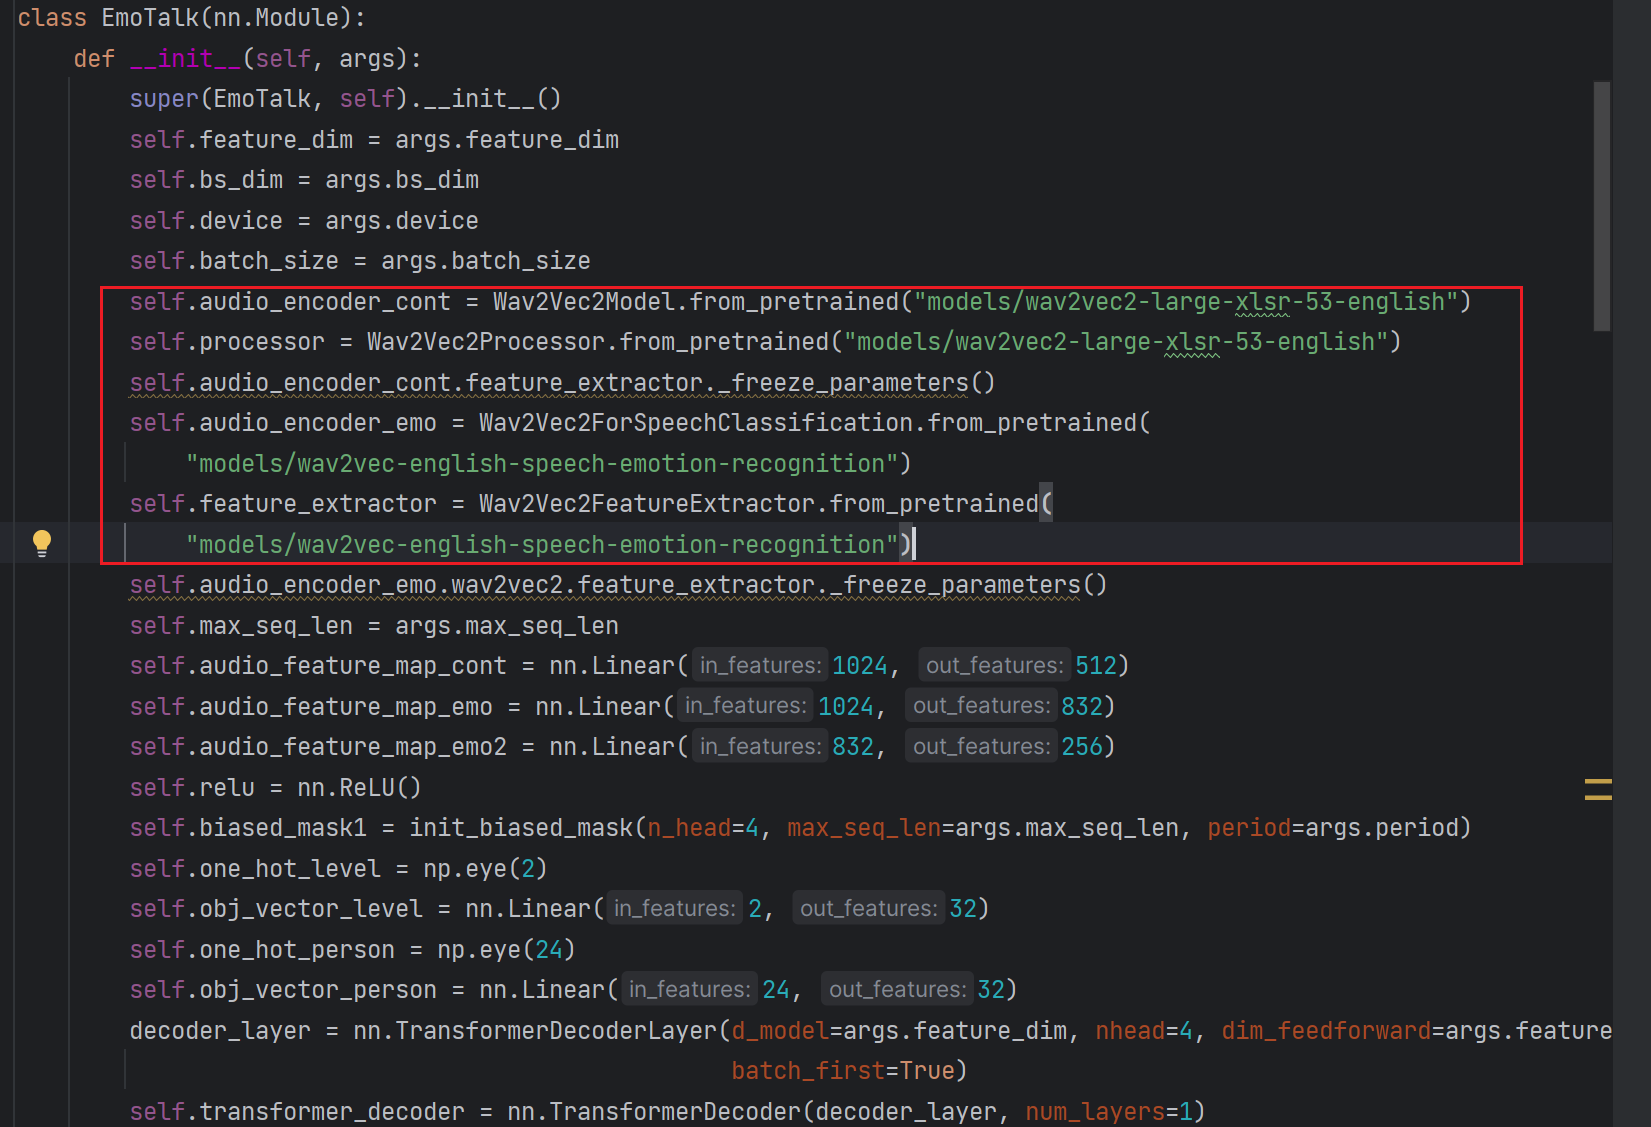 class EmoTalk(nn.Module):
def __init__(self, args):
super(EmoTalk, self).__init__()
self.feature_dim = args.feature_dim
self.bs_dim = args.bs_dim
self.device = args.device
self.batch_size = args.batch_size
self.audio_encoder_cont = Wav2Vec2Model.from_pretrained("models/wav2vec2-large-xlsr-53-english")
self.processor = Wav2Vec2Processor.from_pretrained("models/wav2vec2-large-xlsr-53-english")
self.audio_encoder_cont.feature_extractor._freeze_parameters()
self.audio_encoder_emo = Wav2Vec2ForSpeechClassification.from_pretrained(
"models/wav2vec-english-speech-emotion-recognition")
self.feature_extractor = Wav2Vec2FeatureExtractor.from_pretrained(
"models/wav2vec-english-speech-emotion-recognition")
self.audio_encoder_emo.wav2vec2.feature_extractor._freeze_parameters()
self.max_seq_len = args.max_seq_len
self.audio_feature_map_cont = nn.Linear(in_features: 1024, out_features: 512)
self.audio_feature_map_emo = nn.Linear(in_features: 1024, out_features: 832)
self.audio_feature_map_emo2 = nn.Linear(in_features: 832, out_features: 256)
self.relu = nn.ReLU()
self.biased_mask1 = init_biased_mask(n_head=4, max_seq_len=args.max_seq_len, period=args.period)
self.one_hot_level = np.eye(2)
self.obj_vector_level = nn.Linear(in_features: 2, out_features: 32)
self.one_hot_person = np.eye(24)
self.obj_vector_person = nn.Linear(in_features: 24, out_features: 32)
decoder_layer = nn.TransformerDecoderLayer(d_model=args.feature_dim, nhead=4, dim_feedforward=args.feature
batch_first=True)
self.transformer_decoder = nn.TransformerDecoder(decoder_layer, num_layers=1)